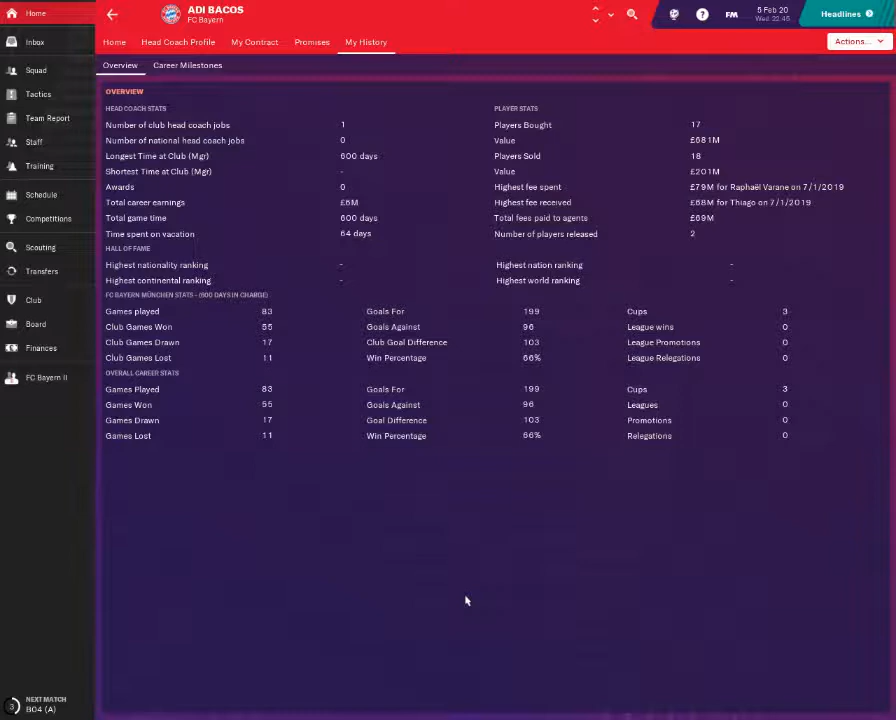 ADI BACOS
FC Bayern
5 Feb 20
Wed 22:45
FM
Headlines
Home
Home
Head Coach Profile
My Contract
Promises
My History
Actions...
Overview
Career Milestones
Inbox
Squad
Tactics
Team Report
Staff
Training
Schedule
Competitions
Scouting
Transfers
Club
Board
Finances
FC Bayern II
OVERVIEW
HEAD COACH STATS
Number of club head coach jobs 1
Number of national head coach jobs 0
Longest Time at Club (Mgr) 600 days
Shortest Time at Club (Mgr) -
Awards 0
Total career earnings £6M
Total game time 600 days
Time spent on vacation 64 days
PLAYER STATS
Players Bought 17
Value £681M
Players Sold 18
Value £201M
Highest fee spent £79M for Raphaël Varane on 7/1/2019
Highest fee received £68M for Thiago on 7/1/2019
Total fees paid to agents £69M
Number of players released 2
HALL OF FAME
Highest nationality ranking - Highest nation ranking -
Highest continental ranking - Highest world ranking -
FC BAYERN MÜNCHEN STATS - (600 DAYS IN CHARGE)
Games played 83 Goals For 199 Cups 3
Club Games Won 55 Goals Against 96 League wins 0
Club Games Drawn 17 Club Goal Difference 103 League Promotions 0
Club Games Lost 11 Win Percentage 66% League Relegations 0
OVERALL CAREER STATS
Games Played 83 Goals For 199 Cups 3
Games Won 55 Goals Against 96 Leagues 0
Games Drawn 17 Goal Difference 103 Promotions 0
Games Lost 11 Win Percentage 66% Relegations 0
3
NEXT MATCH
B04 (A)